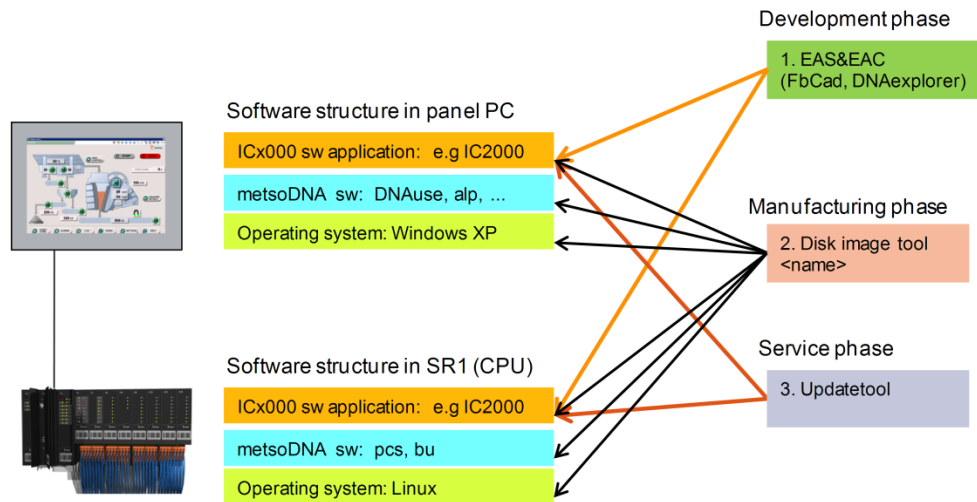 Development phase
1. EAS&EAC
(FbCad, DNAexplorer)
Software structure in panel PC
ICx000 sw application: e.g IC2000
metsoDNA sw: DNAuse, alp, ...
Operating system: Windows XP
Manufacturing phase
2. Disk image tool
<name>
Software structure in SR1 (CPU)
ICx000 sw application: e.g IC2000
metsoDNA sw: pcs, bu
Operating system: Linux
Service phase
3. Updatetool